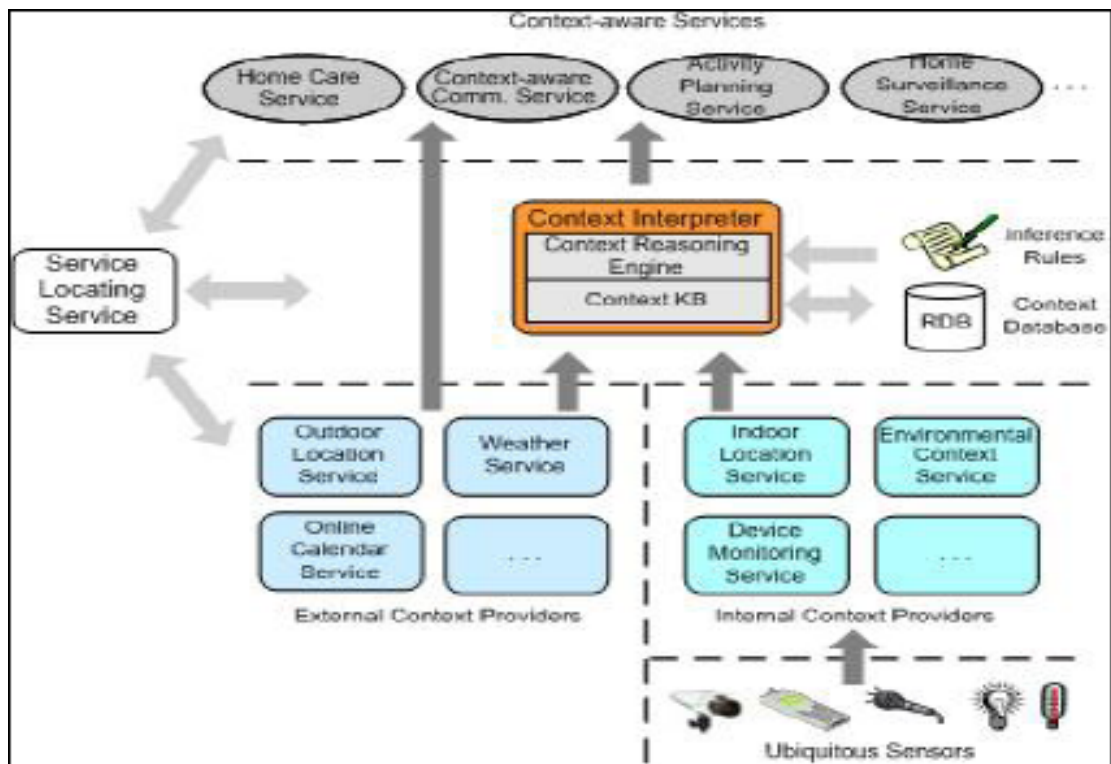 Context-aware Services
Home Care
Service
Context-aware
Comm. Service
Activity
Planning
Service
Home
Surveillance
Service
. . .
Context Interpreter
Context Reasoning
Engine
Context KB
Inference
Rules
RDB
Context
Database
Service
Locating
Service
Outdoor
Location
Service
Weather
Service
Online
Calendar
Service
. . .
External Context Providers
Indoor
Location
Service
Environmental
Context
Service
Device
Monitoring
Service
. . .
Internal Context Providers
Ubiquitous Sensors